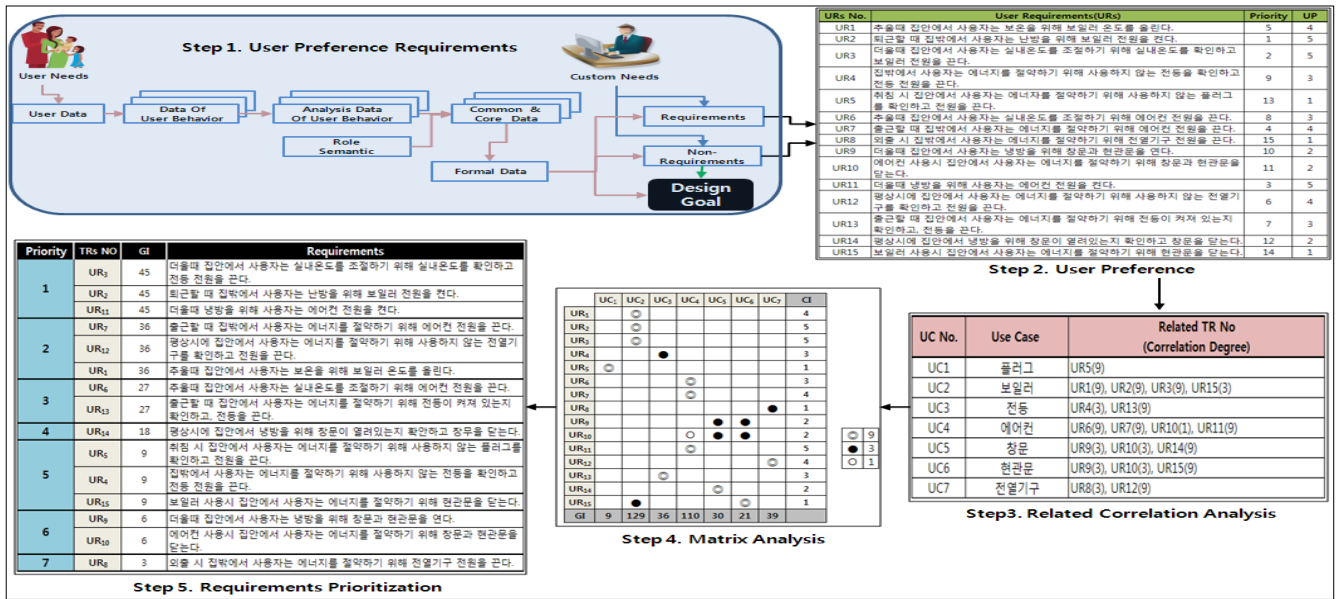 Step 1. User Preference Requirements
User Needs
Custom Needs
User Data
Data Of
User Behavior
Analysis Data
Of User Behavior
Common &
Core Data
Role
Semantic
Formal Data
Requirements
Non-
Requirements
Design
Goal
URs No. User Requirements(URs) Priority UP
UR1 추울때 집안에서 사용자는 보온을 위해 보일러 온도를 올린다. 5 4
UR2 퇴근할 때 집밖에서 사용자는 난방을 위해 보일러 전원을 켠다. 1 5
UR3 더울때 집안에서 사용자는 실내온도를 조절하기 위해 실내온도를 확인하고
보일러 전원을 끈다. 2 5
UR4 집밖에서 사용자는 에너지를 절약하기 위해 사용하지 않는 전등을 확인하고
전등 전원을 끈다. 9 3
UR5 취침 시 집안에서 사용자는 에너자를 절약하기 위해 사용하지 않는 플러그
를 확인하고 전원을 끈다. 13 1
UR6 추울때 집안에서 사용자는 실내온도를 조절하기 위해 에어컨 전원을 끈다. 8 3
UR7 출근할 때 집밖에서 사용자는 에너지를 절약하기 위해 에어컨 전원을 끈다. 4 4
UR8 외출 시 집밖에서 사용자는 에너지를 절약하기 위해 전열기구 전원을 끈다. 15 1
UR9 더울때 집안에서 사용자는 냉방을 위해 창문과 현관문을 연다. 10 2
UR10 에어컨 사용시 집안에서 사용자는 에너지를 절약하기 위해 창문과 현관문을
닫는다. 11 2
UR11 더울때 냉방을 위해 사용자는 에어컨 전원을 켠다. 3 5
UR12 평상시에 집안에서 사용자는 에너지를 절약하기 위해 사용하지 않는 전열기
구를 확인하고 전원을 끈다. 6 4
UR13 출근할 때 집안에서 사용자는 에너지를 절약하기 위해 전등이 켜져 있는지
확인하고, 전등을 끈다. 7 3
UR14 평상시에 집안에서 냉방을 위해 창문이 열려있는지 확인하고 창문을 닫는다. 12 2
UR15 보일러 사용시 집안에서 사용자는 에너지를 절약하기 위해 현관문을 닫는다. 14 1
Step 2. User Preference
Priority TRs NO GI Requirements
1 UR3 45 더울때 집안에서 사용자는 실내온도를 조절하기 위해 실내온도를 확인하고
전등 전원을 끈다.
UR2 45 퇴근할 때 집밖에서 사용자는 난방을 위해 보일러 전원을 켠다.
UR11 45 더울때 냉방을 위해 사용자는 에어컨 전원을 켠다.
2 UR7 36 출근할 때 집밖에서 사용자는 에너지를 절약하기 위해 에어컨 전원을 끈다.
UR12 36 평상시에 집안에서 사용자는 에너지를 절약하기 위해 사용하지 않는 전열기
구를 확인하고 전원을 끈다.
UR1 36 추울때 집안에서 사용자는 보온을 위해 보일러 온도를 올린다.
3 UR6 27 추울때 집안에서 사용자는 실내온도를 조절하기 위해 에어컨 전원을 끈다.
UR13 27 출근할 때 집안에서 사용자는 에너지를 절약하기 위해 전등이 켜져 있는지
확인하고, 전등을 끈다.
4 UR14 18 평상시에 집안에서 냉방을 위해 창문이 열려있는지 확인하고 창무을 닫는다.
5 UR5 9 취침 시 집안에서 사용자는 에너지를 절약하기 위해 사용하지 않는 플러그를
확인하고 전원을 끈다.
UR4 9 집밖에서 사용자는 에너지를 절약하기 위해 사용하지 않는 전등을 확인하고
전등 전원을 끈다.
UR15 9 보일러 사용시 집안에서 사용자는 에너지를 절약하기 위해 현관문을 닫는다.
6 UR9 6 더울때 집안에서 사용자는 냉방을 위해 창문과 현관문을 연다.
UR10 6 에어컨 사용시 집안에서 사용자는 에너지를 절약하기 위해 창문과 현관문을
닫는다.
7 UR8 3 외출 시 집밖에서 사용자는 에너지를 절약하기 위해 전열기구 전원을 끈다.
Step 5. Requirements Prioritization
UC1 UC2 UC3 UC4 UC5 UC6 UC7 CI
UR1 ◎ 4
UR2 ◎ 5
UR3 ◎ 5
UR4 ● 3
UR5 ◎ 1
UR6 ◎ 3
UR7 ◎ 4
UR8 ● 1
UR9 ● ● 2
UR10 ○ ● ● 2
UR11 ◎ 5
UR12 ◎ 4
UR13 ◎ 3
UR14 ◎ 2
UR15 ● ◎ 1
GI 9 129 36 110 30 21 39
◎ 9
● 3
○ 1
Step 4. Matrix Analysis
UC No. Use Case Related TR No
(Correlation Degree)
UC1 플러그 UR5(9)
UC2 보일러 UR1(9), UR2(9), UR3(9), UR15(3)
UC3 전등 UR4(3), UR13(9)
UC4 에어컨 UR6(9), UR7(9), UR10(1), UR11(9)
UC5 창문 UR9(3), UR10(3), UR14(9)
UC6 현관문 UR9(3), UR10(3), UR15(9)
UC7 전열기구 UR8(3), UR12(9)
Step3. Related Correlation Analysis